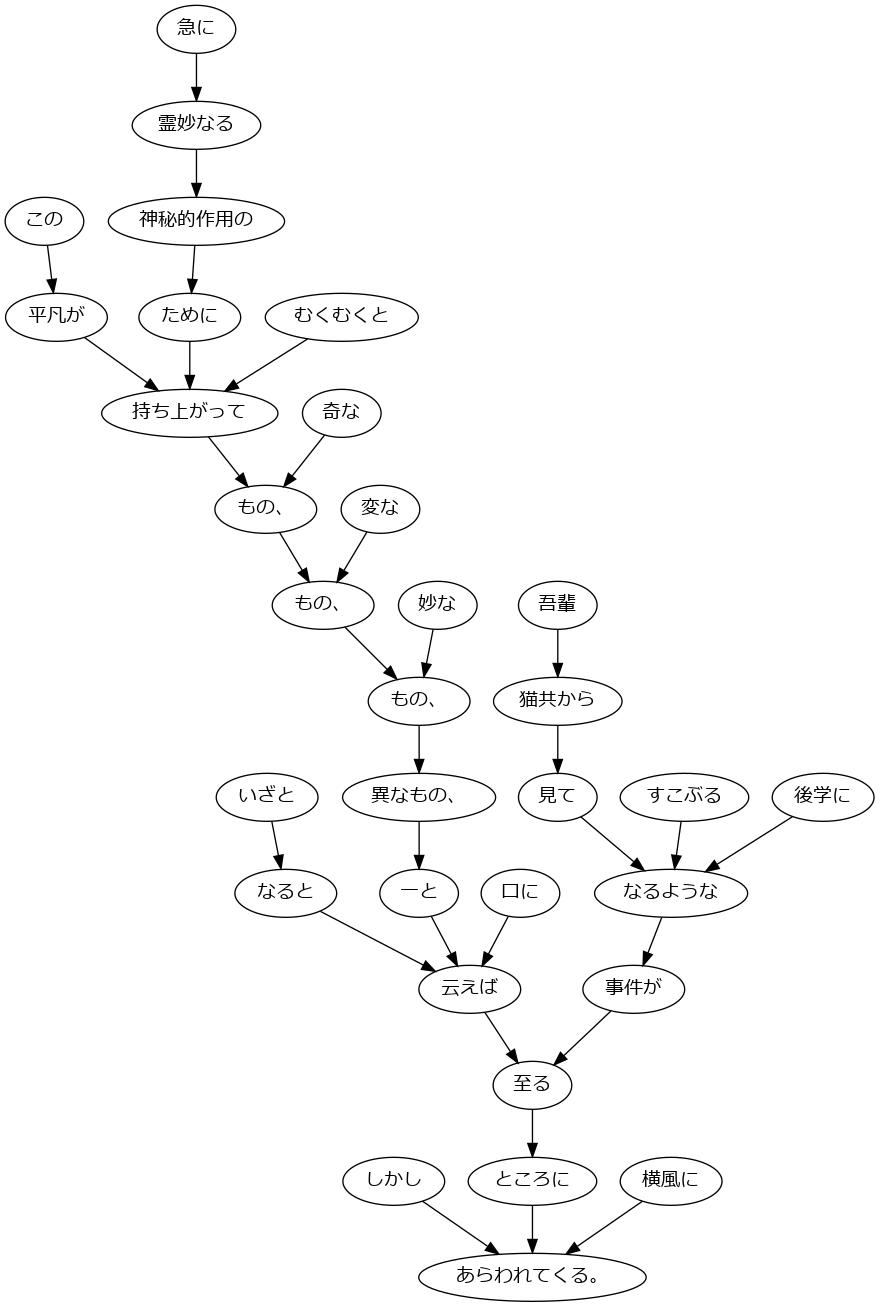 急に
霊妙なる
この
神秘的作用の
平凡が
ために
むくむくと
持ち上がって
奇な
もの、
変な
もの、
妙な
吾輩
もの、
猫共から
いざと
異なもの、
見て
すこぶる
後学に
なると
一と
口に
なるような
云えば
事件が
至る
しかし
ところに
横風に
あらわれてくる。